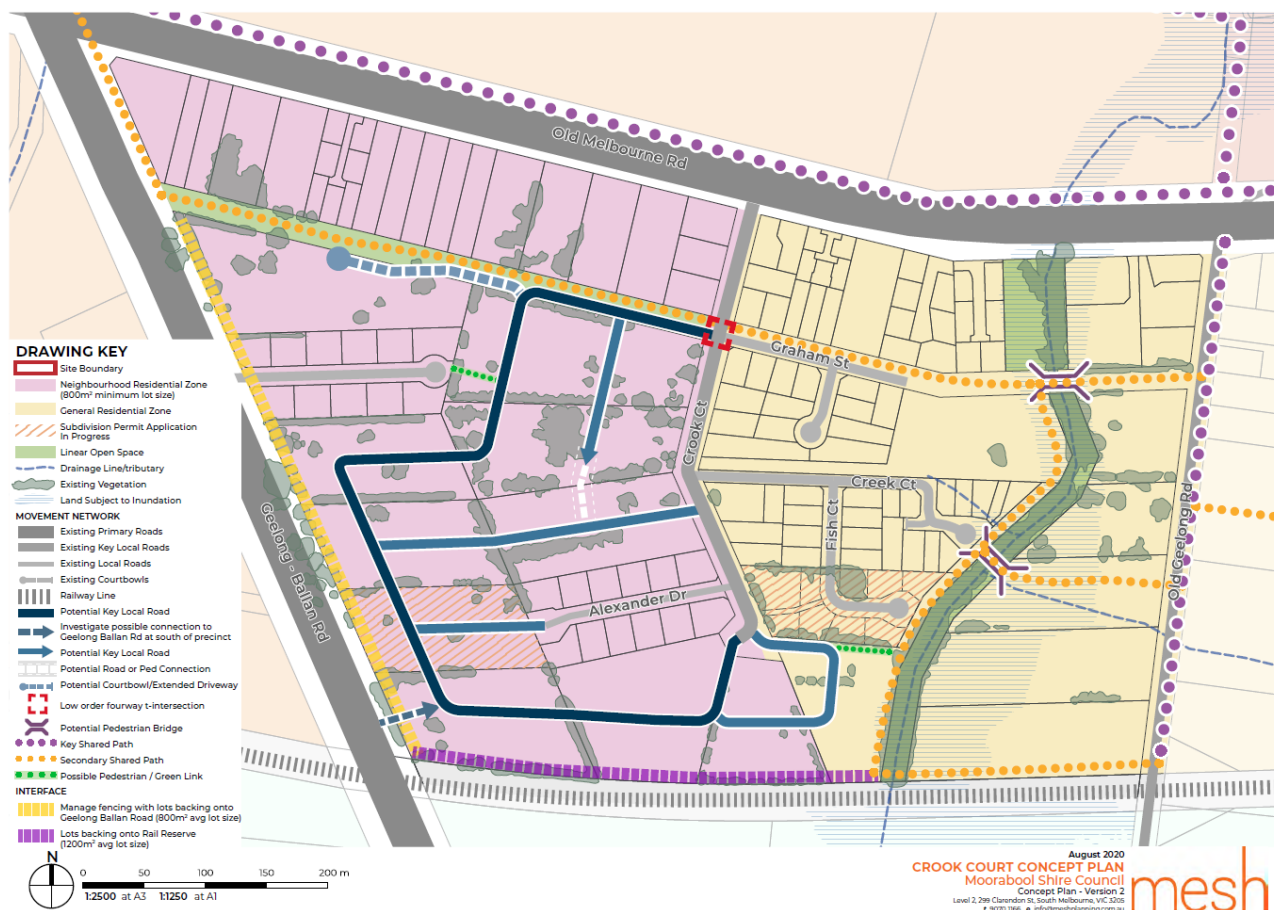 Old Melbourne Rd
Graham St
Crook Ct
Creek Ct
Fish Ct
Old Geelong Rd
Geelong - Ballan Rd
Alexander Dr
DRAWING KEY
Site Boundary
Neighbourhood Residential Zone
(800m² minimum lot size)
General Residential Zone
Subdivision Permit Application
In Progress
Linear Open Space
Drainage Line/tributary
Existing Vegetation
Land Subject to Inundation
MOVEMENT NETWORK
Existing Primary Roads
Existing Key Local Roads
Existing Local Roads
Existing Courtbowls
Railway Line
Potential Key Local Road
Investigate possible connection to
Geelong Ballan Rd at south of precinct
Potential Key Local Road
Potential Road or Ped Connection
Potential Courtbowl/Extended Driveway
Low order fourway t-intersection
Potential Pedestrian Bridge
Key Shared Path
Secondary Shared Path
Possible Pedestrian / Green Link
INTERFACE
Manage fencing with lots backing onto
Geelong Ballan Road (800m² avg lot size)
Lots backing onto Rail Reserve
(1200m² avg lot size)
N
0 50 100 150 200 m
1:2500 at A3 1:1250 at A1
August 2020
CROOK COURT CONCEPT PLAN
Moorabool Shire Council
Concept Plan - Version 2
Level 2, 299 Clarendon St, South Melbourne, VIC 3205
t. 9070 1166 e. info@meshplanning.com.au
mesh